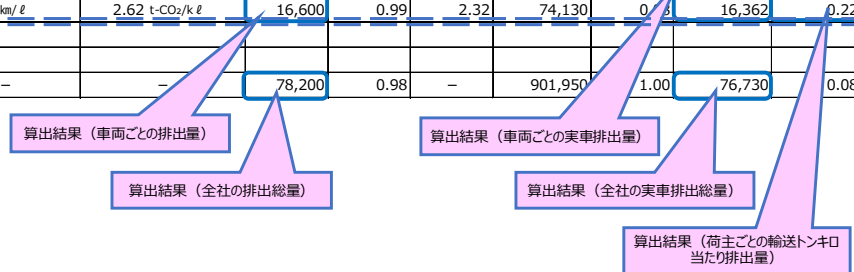 km/ℓ 2.62 t-CO₂/kℓ 16,600 0.99 2.32 74,130 16,362 0.22
– – 78,200 0.98 – 901,950 1.00 76,730 0.08
算出結果（車両ごとの排出量）
算出結果（車両ごとの実車排出量）
算出結果（全社の排出総量）
算出結果（全社の実車排出総量）
算出結果（荷主ごとの輸送トンキロ
当たり排出量）